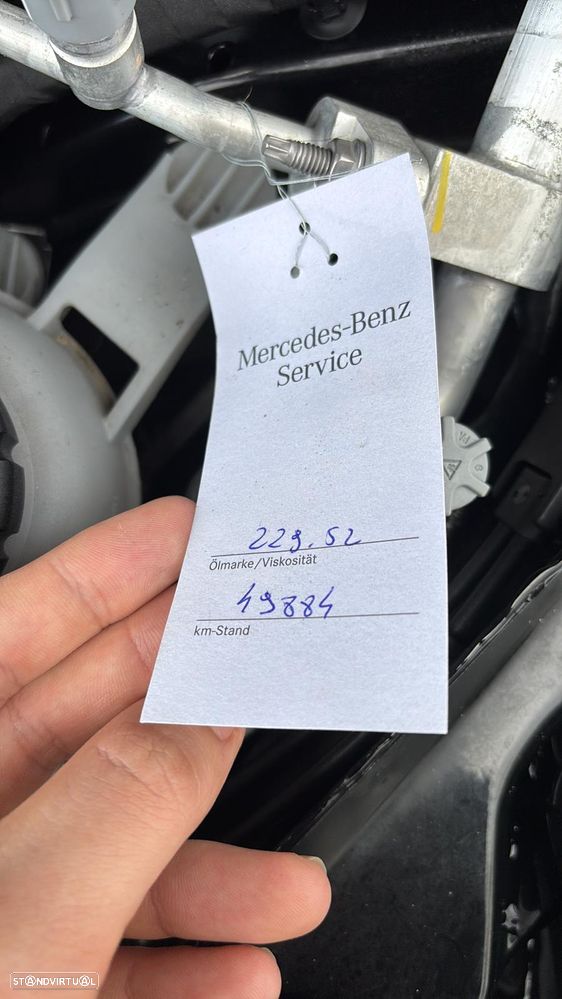 Mercedes-Benz
Service
229.52
Ölmarke/Viskosität
49884
km-Stand
STANDVIRTUAL